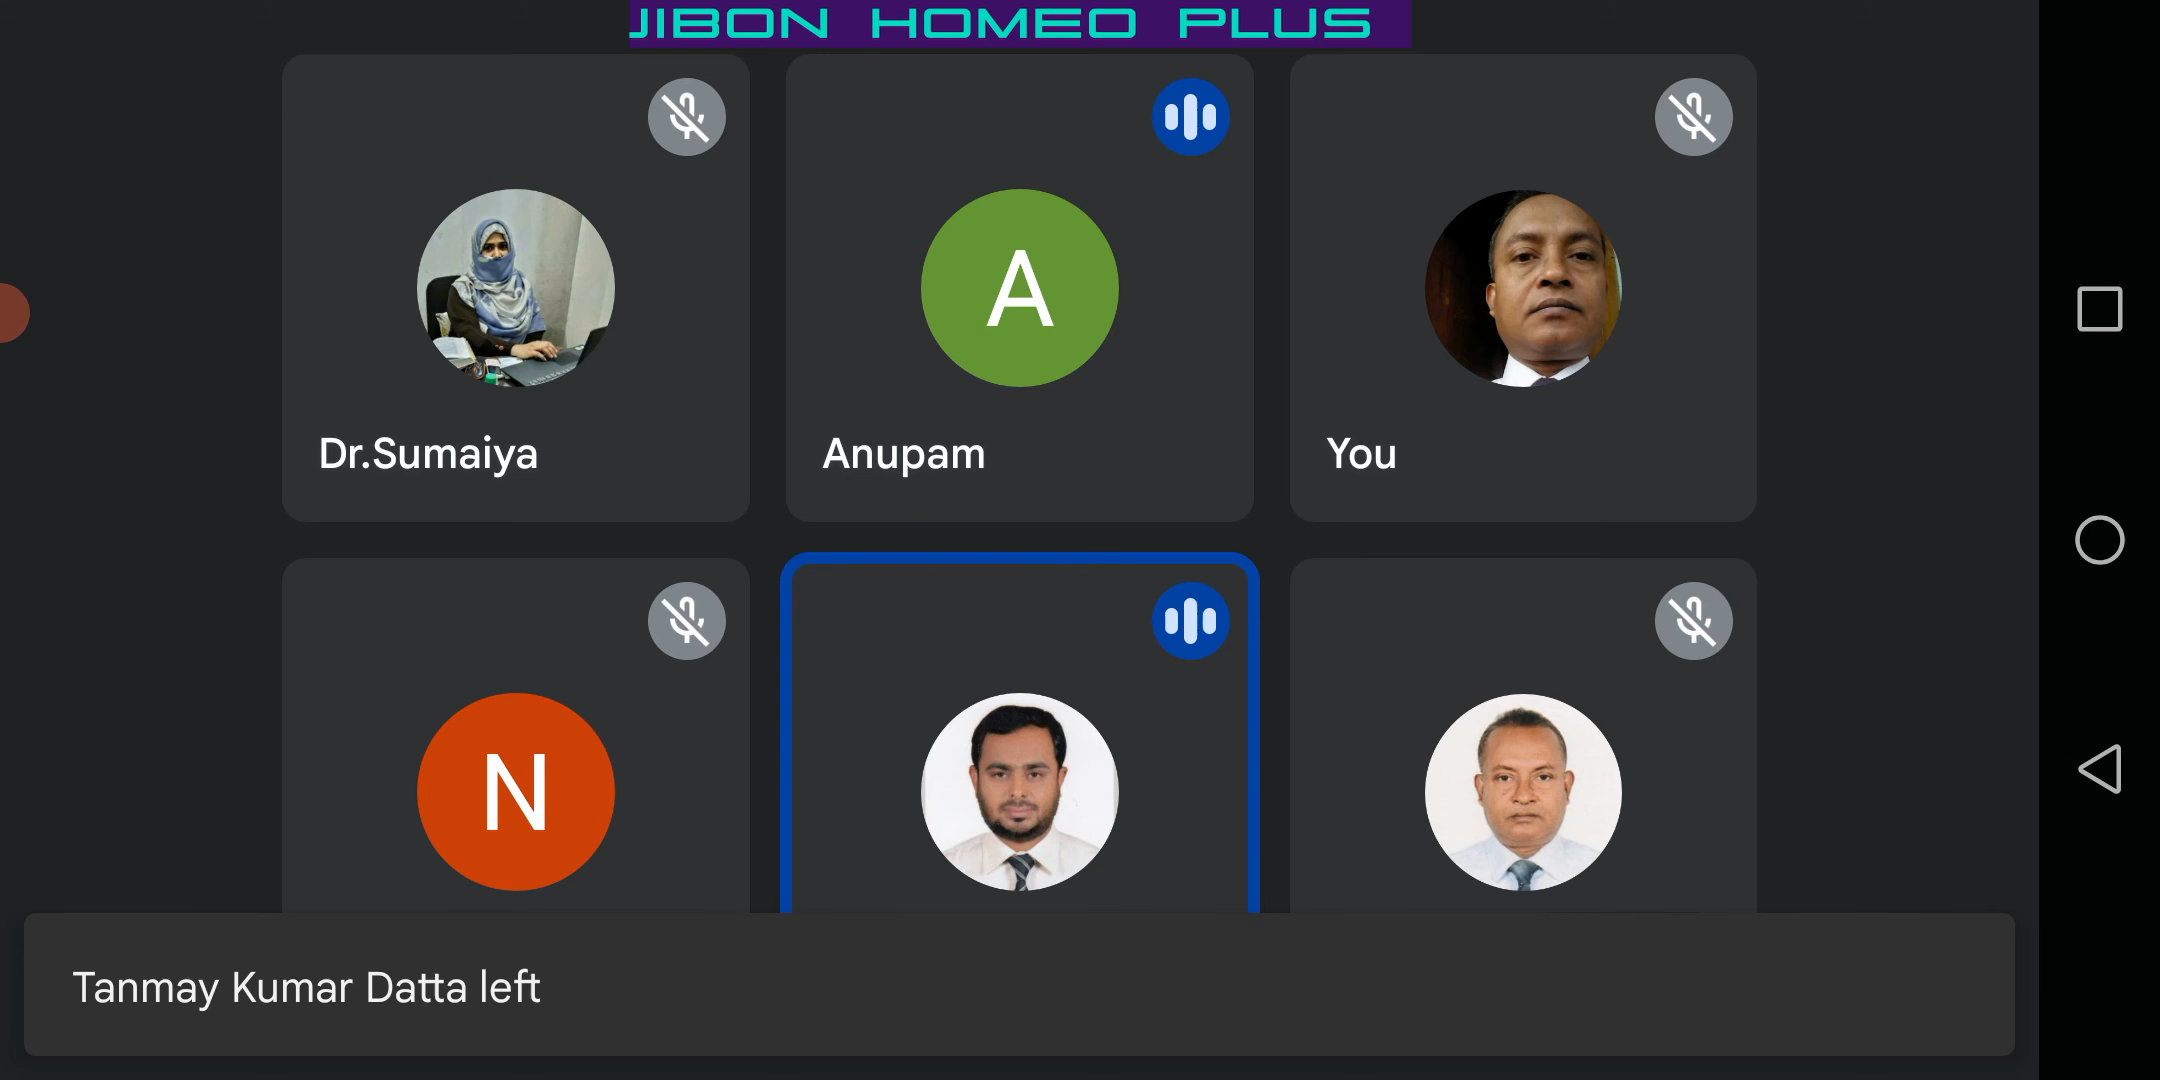 JIBON HOMEO PLUS
A
Dr.Sumaiya
Anupam
You
N
Tanmay Kumar Datta left